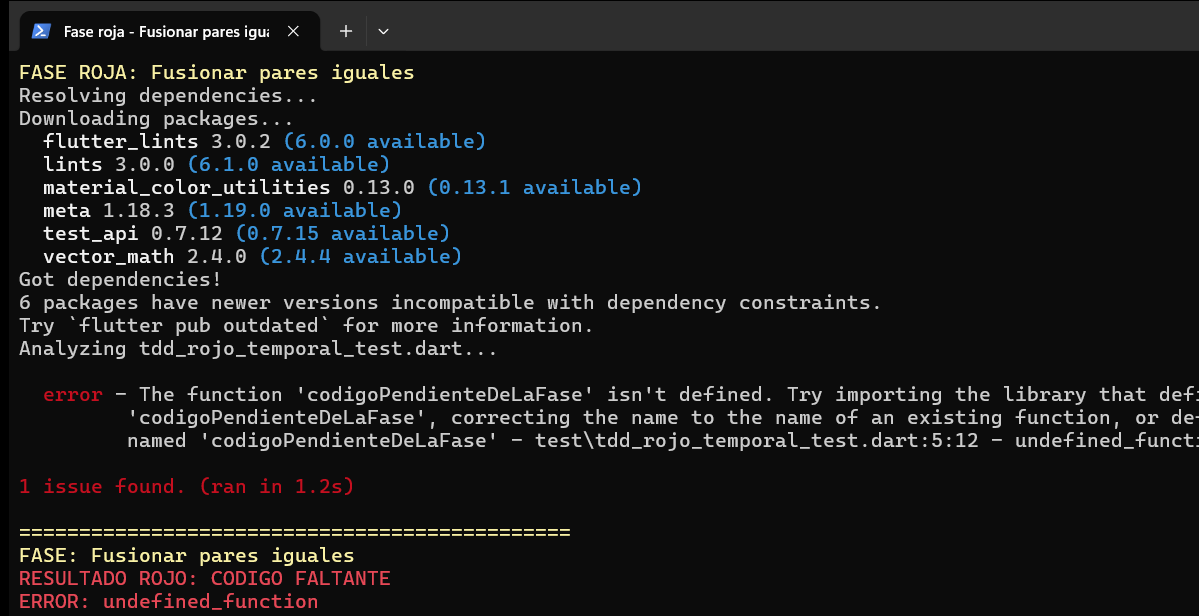 Fase roja - Fusionar pares igua
FASE ROJA: Fusionar pares iguales
Resolving dependencies...
Downloading packages...
flutter_lints 3.0.2 (6.0.0 available)
lints 3.0.0 (6.1.0 available)
material_color_utilities 0.13.0 (0.13.1 available)
meta 1.18.3 (1.19.0 available)
test_api 0.7.12 (0.7.15 available)
vector_math 2.4.0 (2.4.4 available)
Got dependencies!
6 packages have newer versions incompatible with dependency constraints.
Try `flutter pub outdated` for more information.
Analyzing tdd_rojo_temporal_test.dart...
error - The function 'codigoPendienteDeLaFase' isn't defined. Try importing the library that defi
'codigoPendienteDeLaFase', correcting the name to the name of an existing function, or de
named 'codigoPendienteDeLaFase' - test\tdd_rojo_temporal_test.dart:5:12 - undefined_functi
1 issue found. (ran in 1.2s)
==============================================
FASE: Fusionar pares iguales
RESULTADO ROJO: CODIGO FALTANTE
ERROR: undefined_function